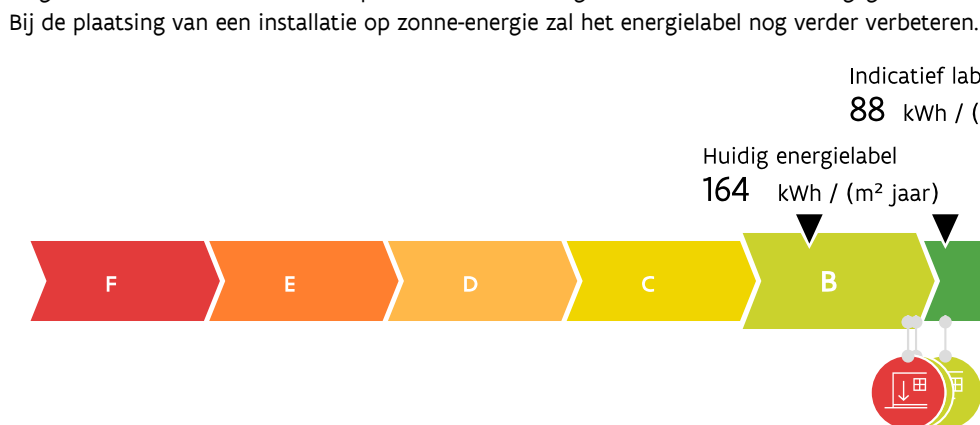 Bij de plaatsing van een installatie op zonne-energie zal het energielabel nog verder verbeteren.
Indicatief
88 kWh / (
Huidig energielabel
164 kWh / (m² jaar)
F E D C B